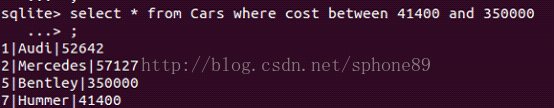 sqlite> select * from Cars where cost between 41400 and 350000
...> ;
1|Audi|52642
2|Mercedes|57127
http://blog.csdn.net/sphone89
5|Bentley|350000
7|Hummer|41400